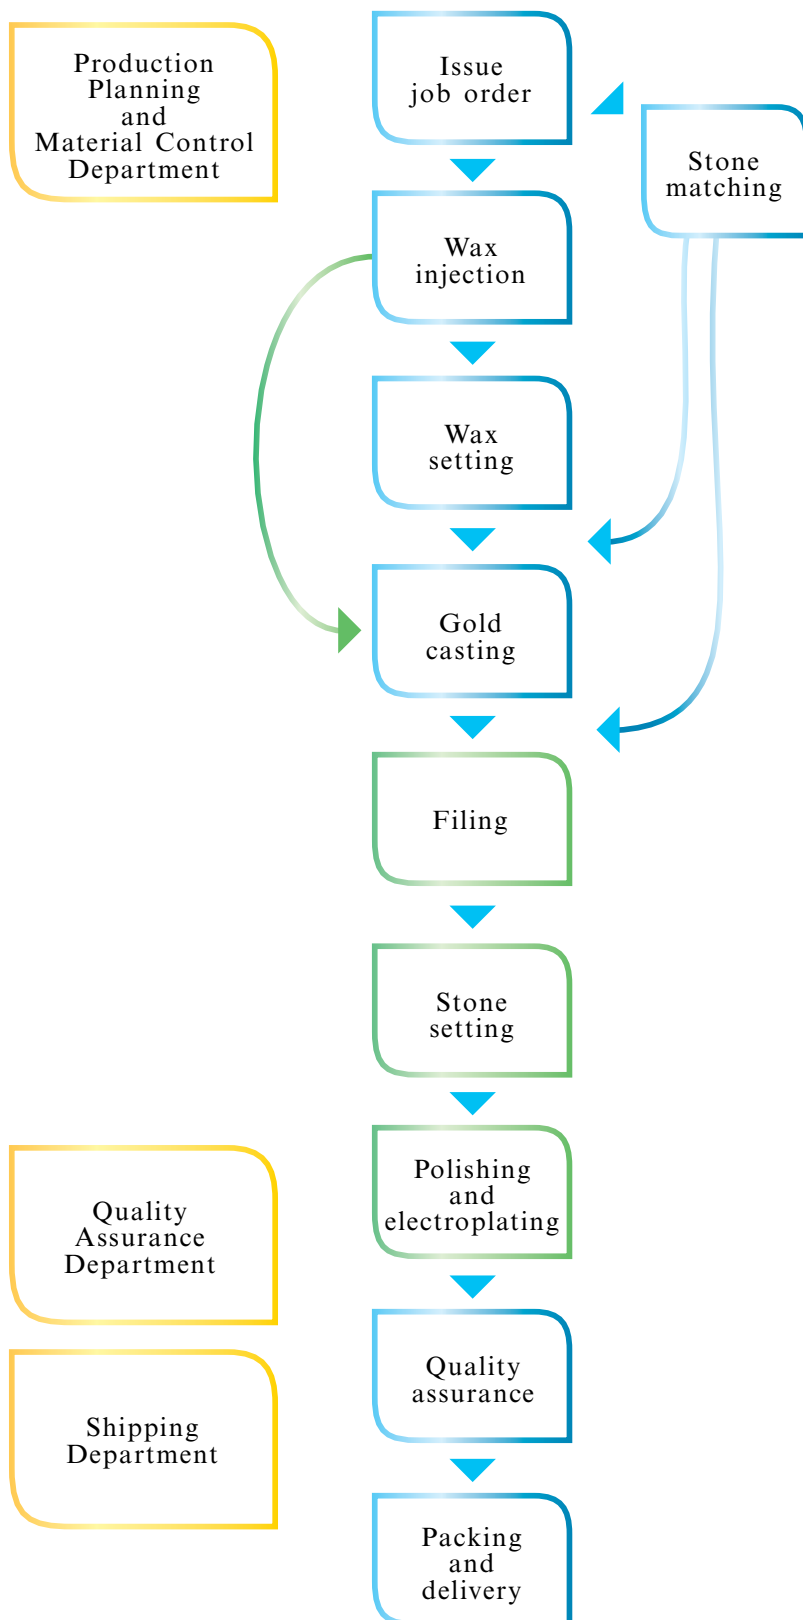 Production
Planning
and
Material Control
Department
Issue
job order
Stone
matching
Wax
injection
Wax
setting
Gold
casting
Filing
Stone
setting
Polishing
and
electroplating
Quality
Assurance
Department
Quality
assurance
Shipping
Department
Packing
and
delivery